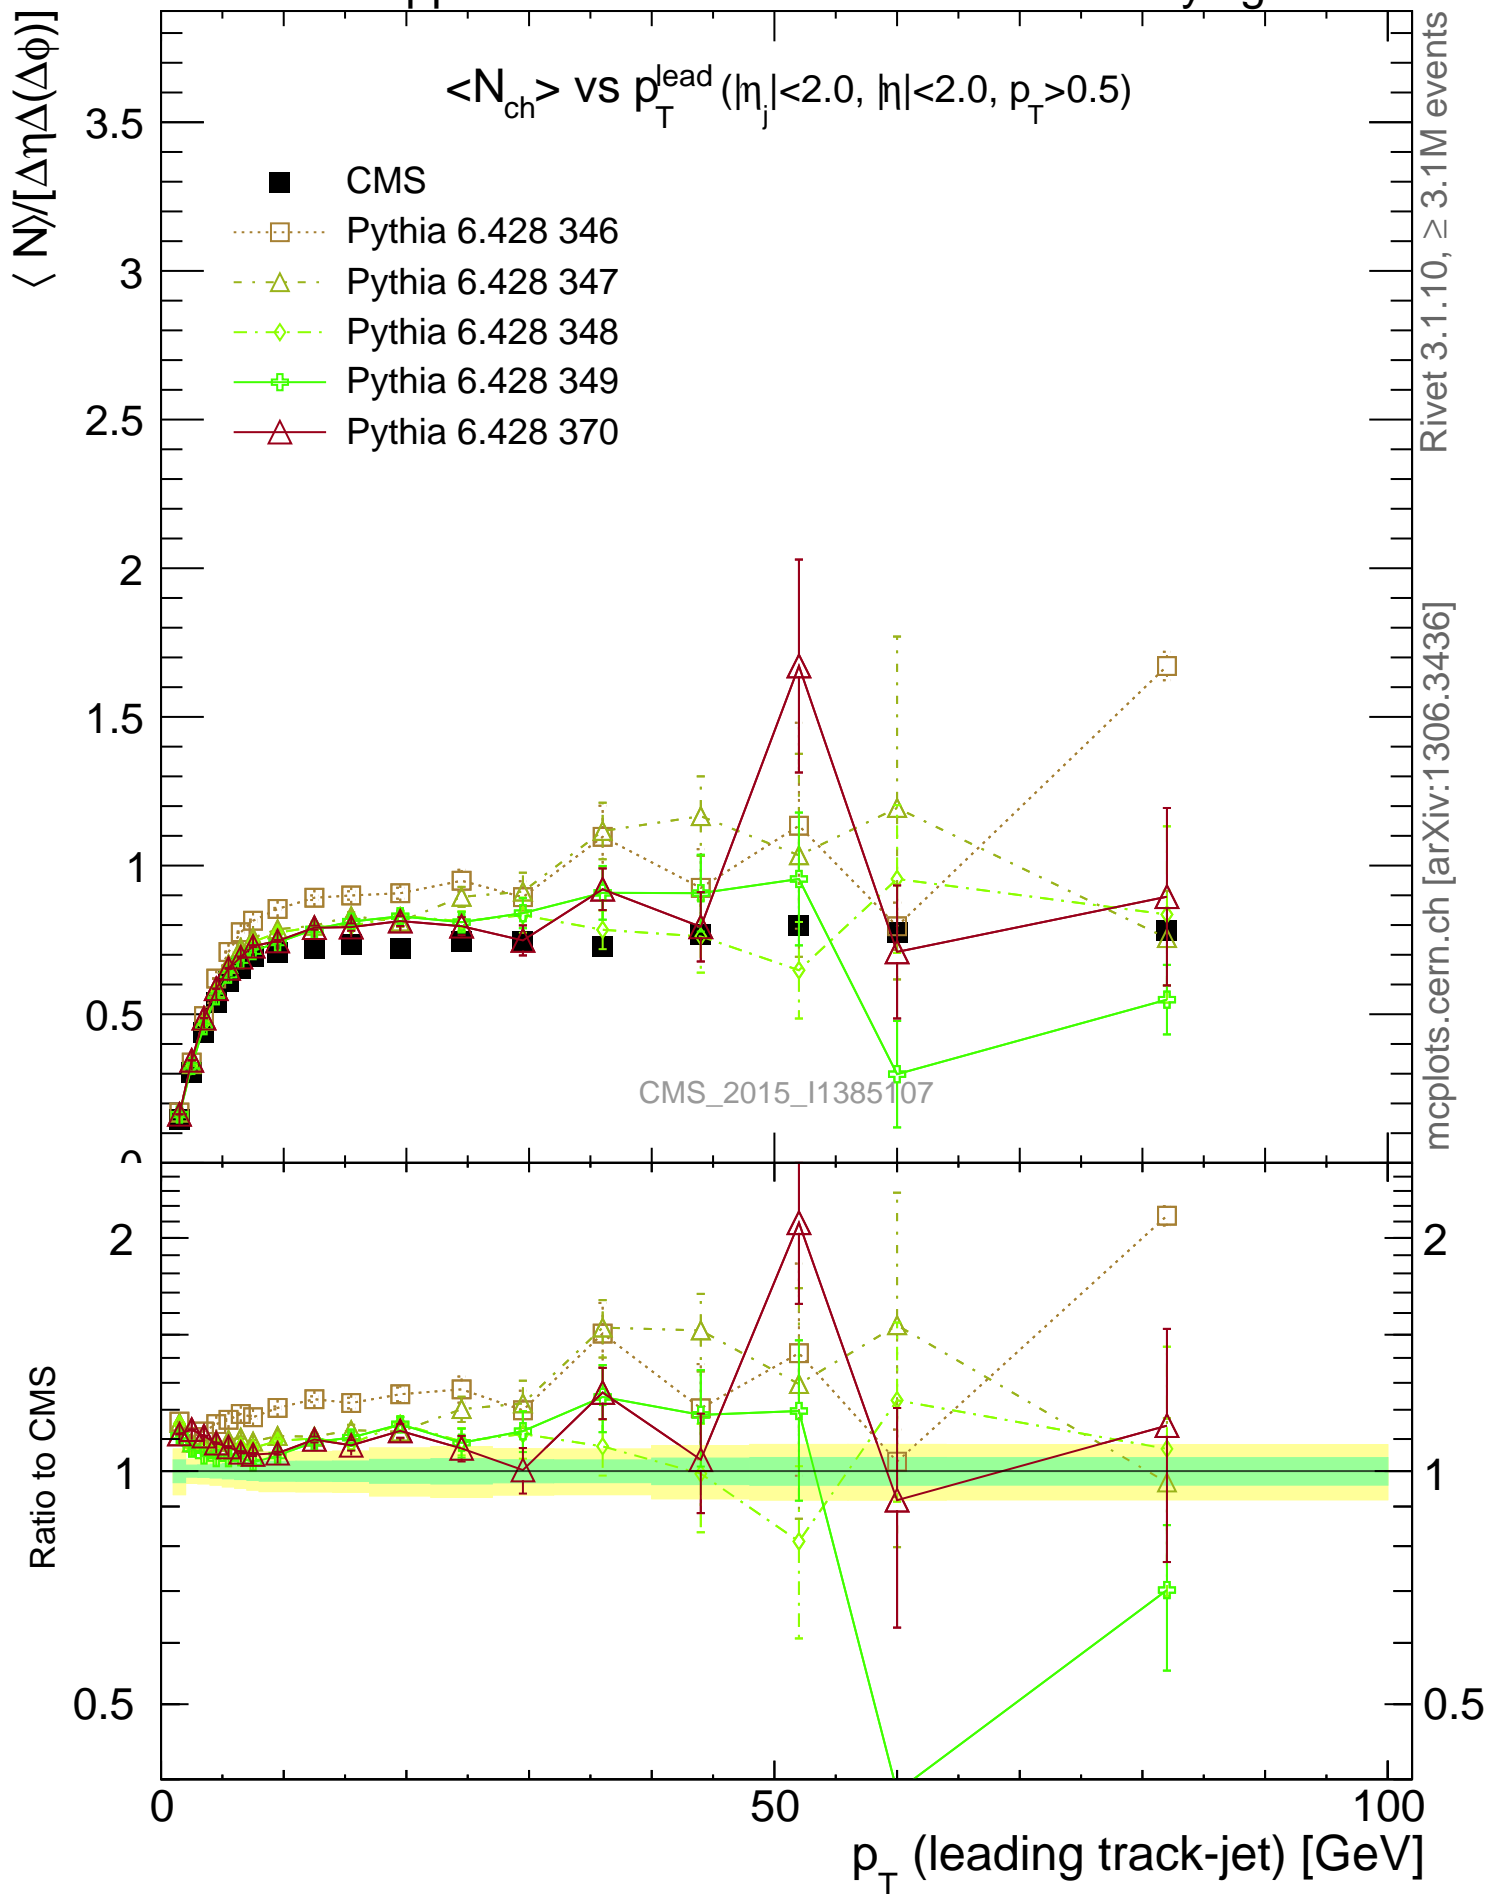 <N_ch> vs p_T^lead (|η_j|<2.0, |η|<2.0, p_T>0.5)
⟨ N⟩/[ΔηΔ(Δϕ)]
3.5
3
2.5
2
1.5
1
0.5
0
CMS
Pythia 6.428 346
Pythia 6.428 347
Pythia 6.428 348
Pythia 6.428 349
Pythia 6.428 370
CMS_2015_I1385107
Rivet 3.1.10, ≥ 3.1M events
mcplots.cern.ch [arXiv:1306.3436]
Ratio to CMS
2
1
0.5
2
1
0.5
0
50
100
p_T (leading track-jet) [GeV]